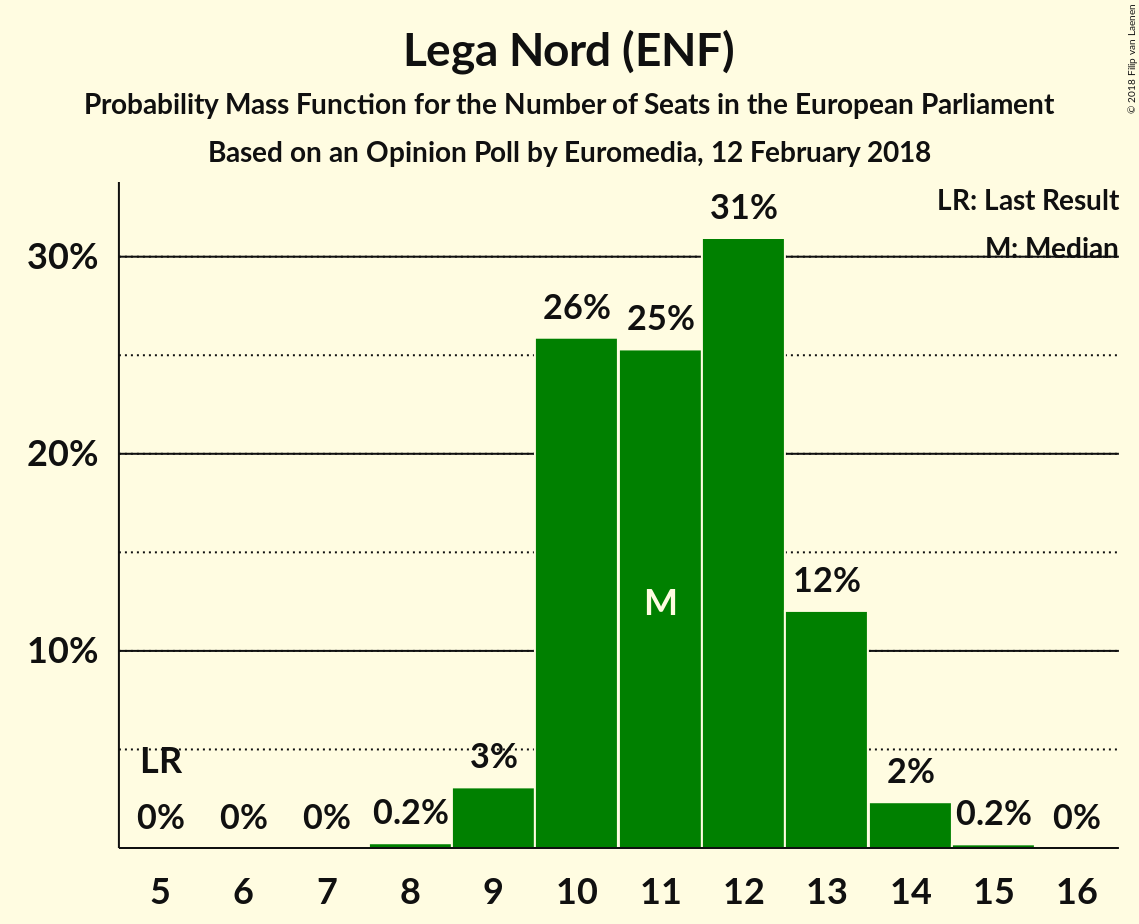 Lega Nord (ENF)
Probability Mass Function for the Number of Seats in the European Parliament
Based on an Opinion Poll by Euromedia, 12 February 2018
© 2018 Filip van Laenen
LR: Last Result
M: Median
30%
20%
10%
LR
0%
0%
0%
0.2%
3%
26%
25%
M
31%
12%
2%
0.2%
0%
5 6 7 8 9 10 11 12 13 14 15 16